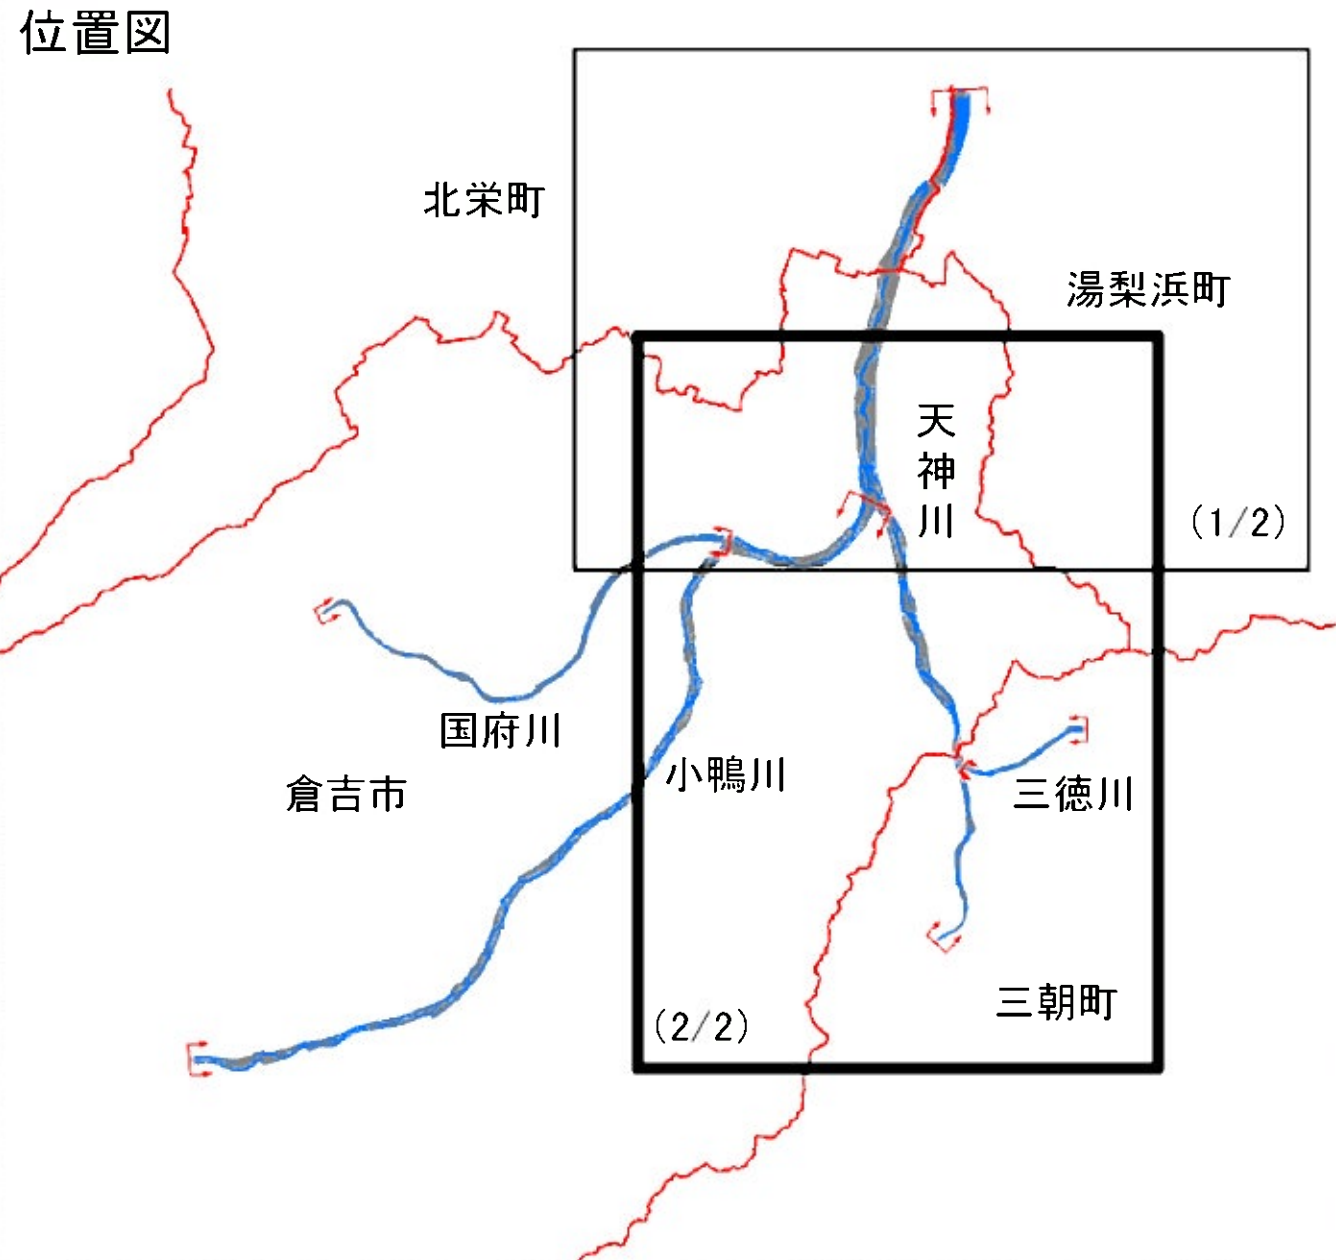 位置図
北栄町
湯梨浜町
天神川
(1/2)
国府川
小鴨川
倉吉市
三徳川
三朝町
(2/2)